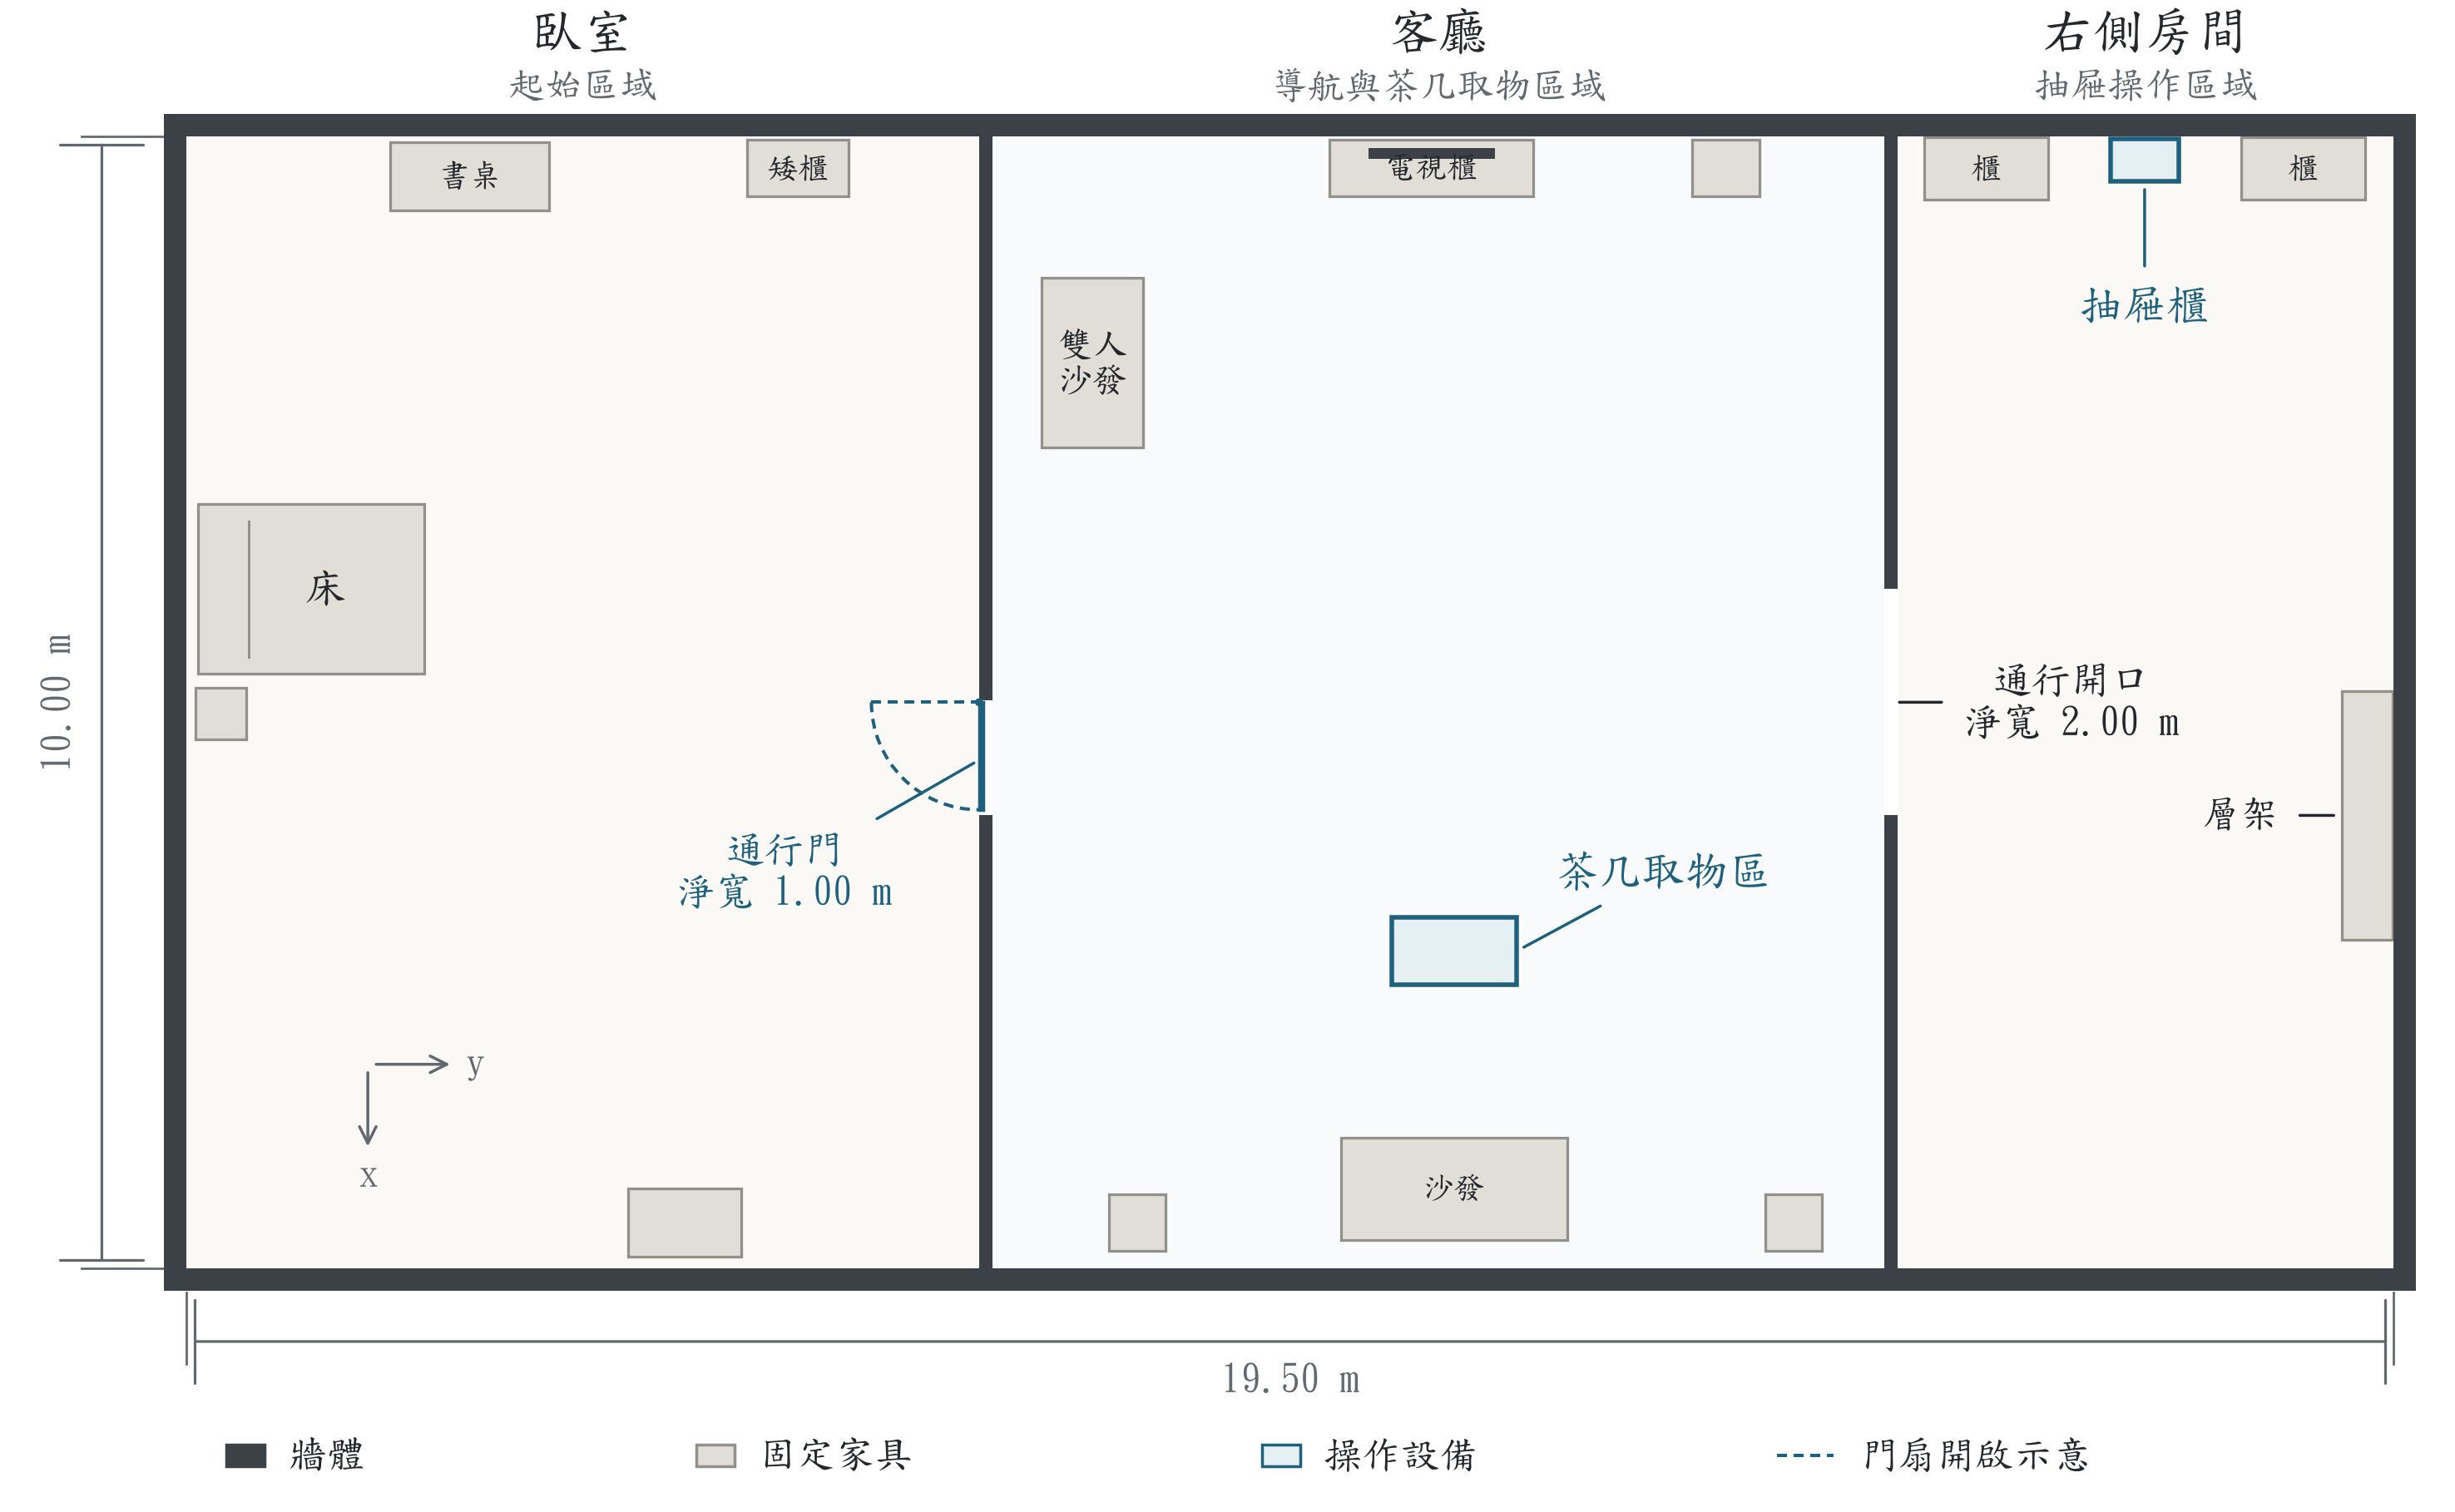 臥室
起始區域
客廳
導航與茶几取物區域
右側房間
抽屜操作區域
書桌
矮櫃
電視櫃
櫃
櫃
抽屜櫃
雙人
沙發
床
10.00 m
通行開口
淨寬 2.00 m
層架
通行門
淨寬 1.00 m
茶几取物區
y
x
沙發
19.50 m
牆體
固定家具
操作設備
門扇開啟示意